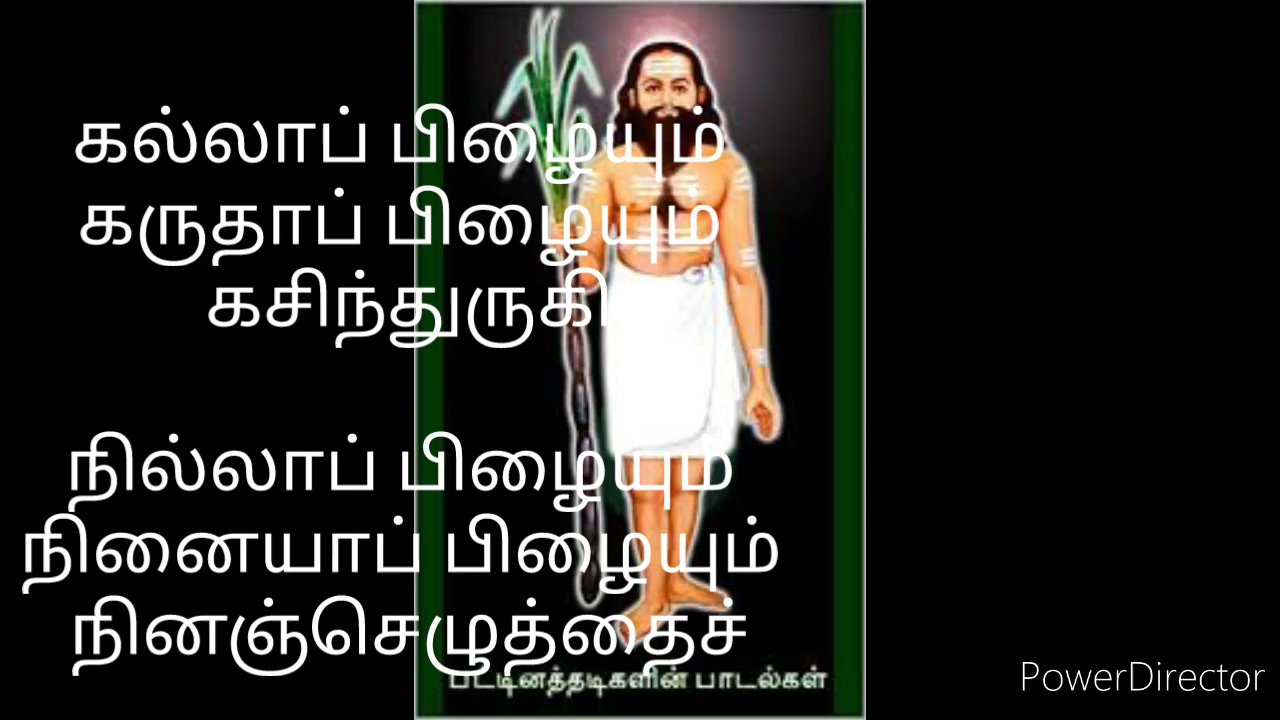 கல்லாப் பிழையும்
கருதாப் பிழையும்
கசிந்துருகி
நில்லாப் பிழையும்
நினையாப் பிழையும்
நினஞ்செழுத்தைச்
பட்டினத்தடிகளின் பாடல்கள்
PowerDirector